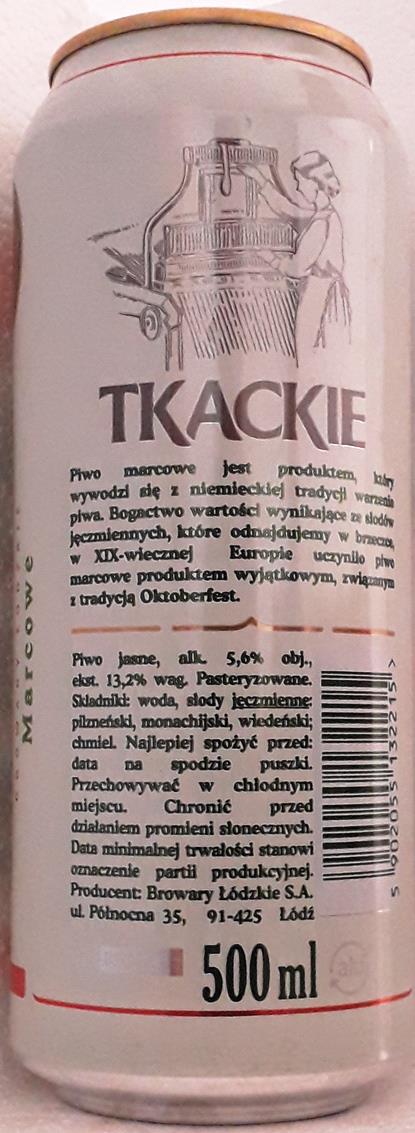 TKACKIE
Piwo marcowe jest produktem, który
wywodzi się z niemieckiej tradycji warzenia
piwa. Bogactwo wartości wynikające ze słodów
jęczmiennych, które odnajdujemy w brzeczce,
w XIX-wiecznej Europie uczyniło piwo
marcowe produktem wyjątkowym, związanym
z tradycją Oktoberfest.
Marcowe
Piwo jasne, alk. 5,6% obj.,
ekst. 13,2% wag. Pasteryzowane.
Składniki: woda, słody jęczmienne:
pilzneński, monachijski, wiedeński;
chmiel. Najlepiej spożyć przed:
data na spodzie puszki.
Przechowywać w chłodnym
miejscu. Chronić przed
działaniem promieni słonecznych.
Data minimalnej trwałości stanowi
oznaczenie partii produkcyjnej.
Producent: Browary Łódzkie S.A.
ul. Północna 35, 91-425 Łódź
5 902055 132215 >
500 ml
alu